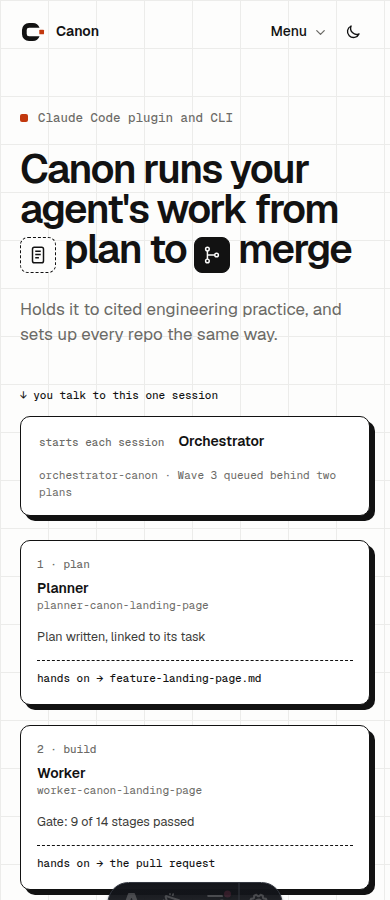 Canon
Menu
Claude Code plugin and CLI
Canon runs your
agent's work from
plan to merge
Holds it to cited engineering practice, and
sets up every repo the same way.
↓ you talk to this one session
starts each session Orchestrator
orchestrator-canon · Wave 3 queued behind two
plans
1 · plan
Planner
planner-canon-landing-page
Plan written, linked to its task
hands on → feature-landing-page.md
2 · build
Worker
worker-canon-landing-page
Gate: 9 of 14 stages passed
hands on → the pull request